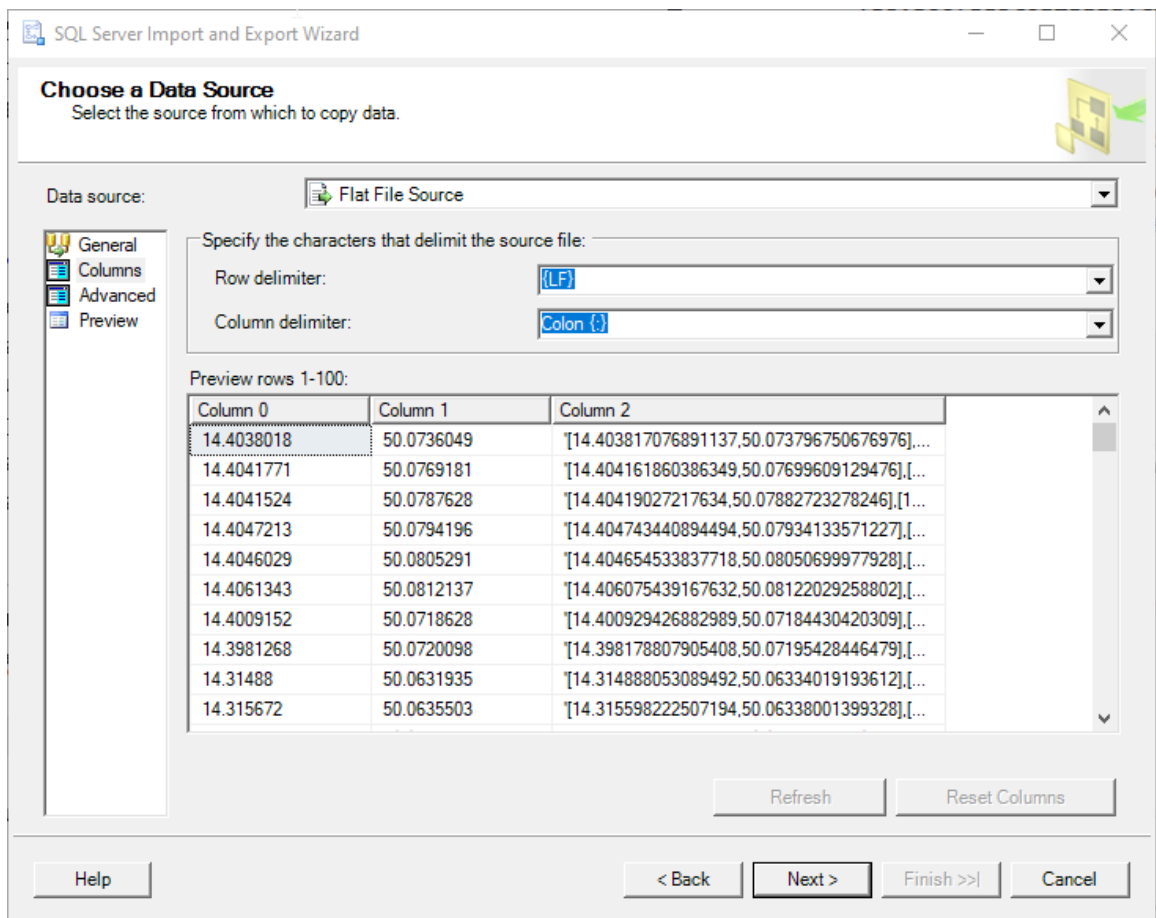 SQL Server Import and Export Wizard
Choose a Data Source
Select the source from which to copy data.
Data source: Flat File Source
General
Columns
Advanced
Preview
Specify the characters that delimit the source file:
Row delimiter: {LF}
Column delimiter: Colon {:}
Preview rows 1-100:
Column 0 Column 1 Column 2
14.4038018 50.0736049 '[14.403817076891137,50.073796750676976],...
14.4041771 50.0769181 '[14.404161860386349,50.07699609129476],[...
14.4041524 50.0787628 '[14.40419027217634,50.07882723278246],[1...
14.4047213 50.0794196 '[14.404743440894494,50.07934133571227],[...
14.4046029 50.0805291 '[14.404654533837718,50.08050699977928],[...
14.4061343 50.0812137 '[14.406075439167632,50.08122029258802],[...
14.4009152 50.0718628 '[14.400929426882989,50.07184430420309],[...
14.3981268 50.0720098 '[14.398178807905408,50.07195428446479],[...
14.31488 50.0631935 '[14.314888053089492,50.06334019193612],[...
14.315672 50.0635503 '[14.315598222507194,50.06338001399328],[...
Refresh Reset Columns
Help < Back Next > Finish >>| Cancel